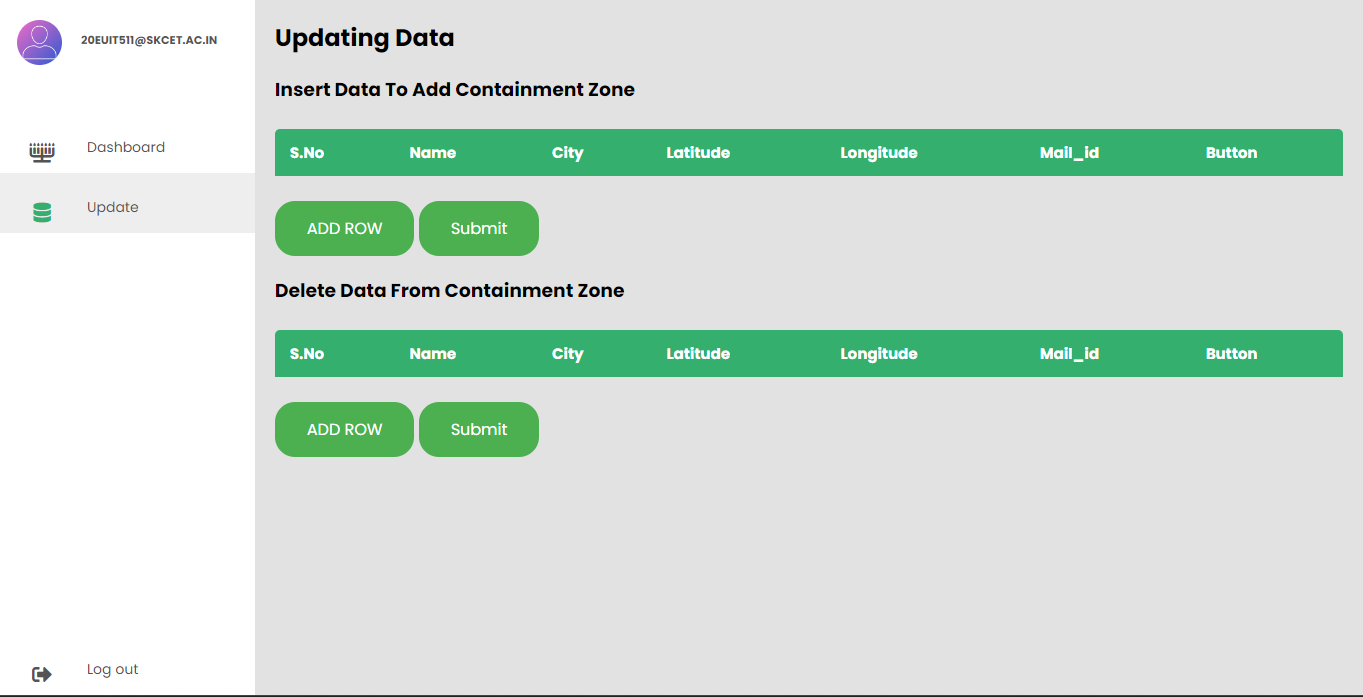 20EUIT511@SKCET.AC.IN
Dashboard
Update
Log out
Updating Data
Insert Data To Add Containment Zone
S.No Name City Latitude Longitude Mail_id Button
ADD ROW Submit
Delete Data From Containment Zone
S.No Name City Latitude Longitude Mail_id Button
ADD ROW Submit